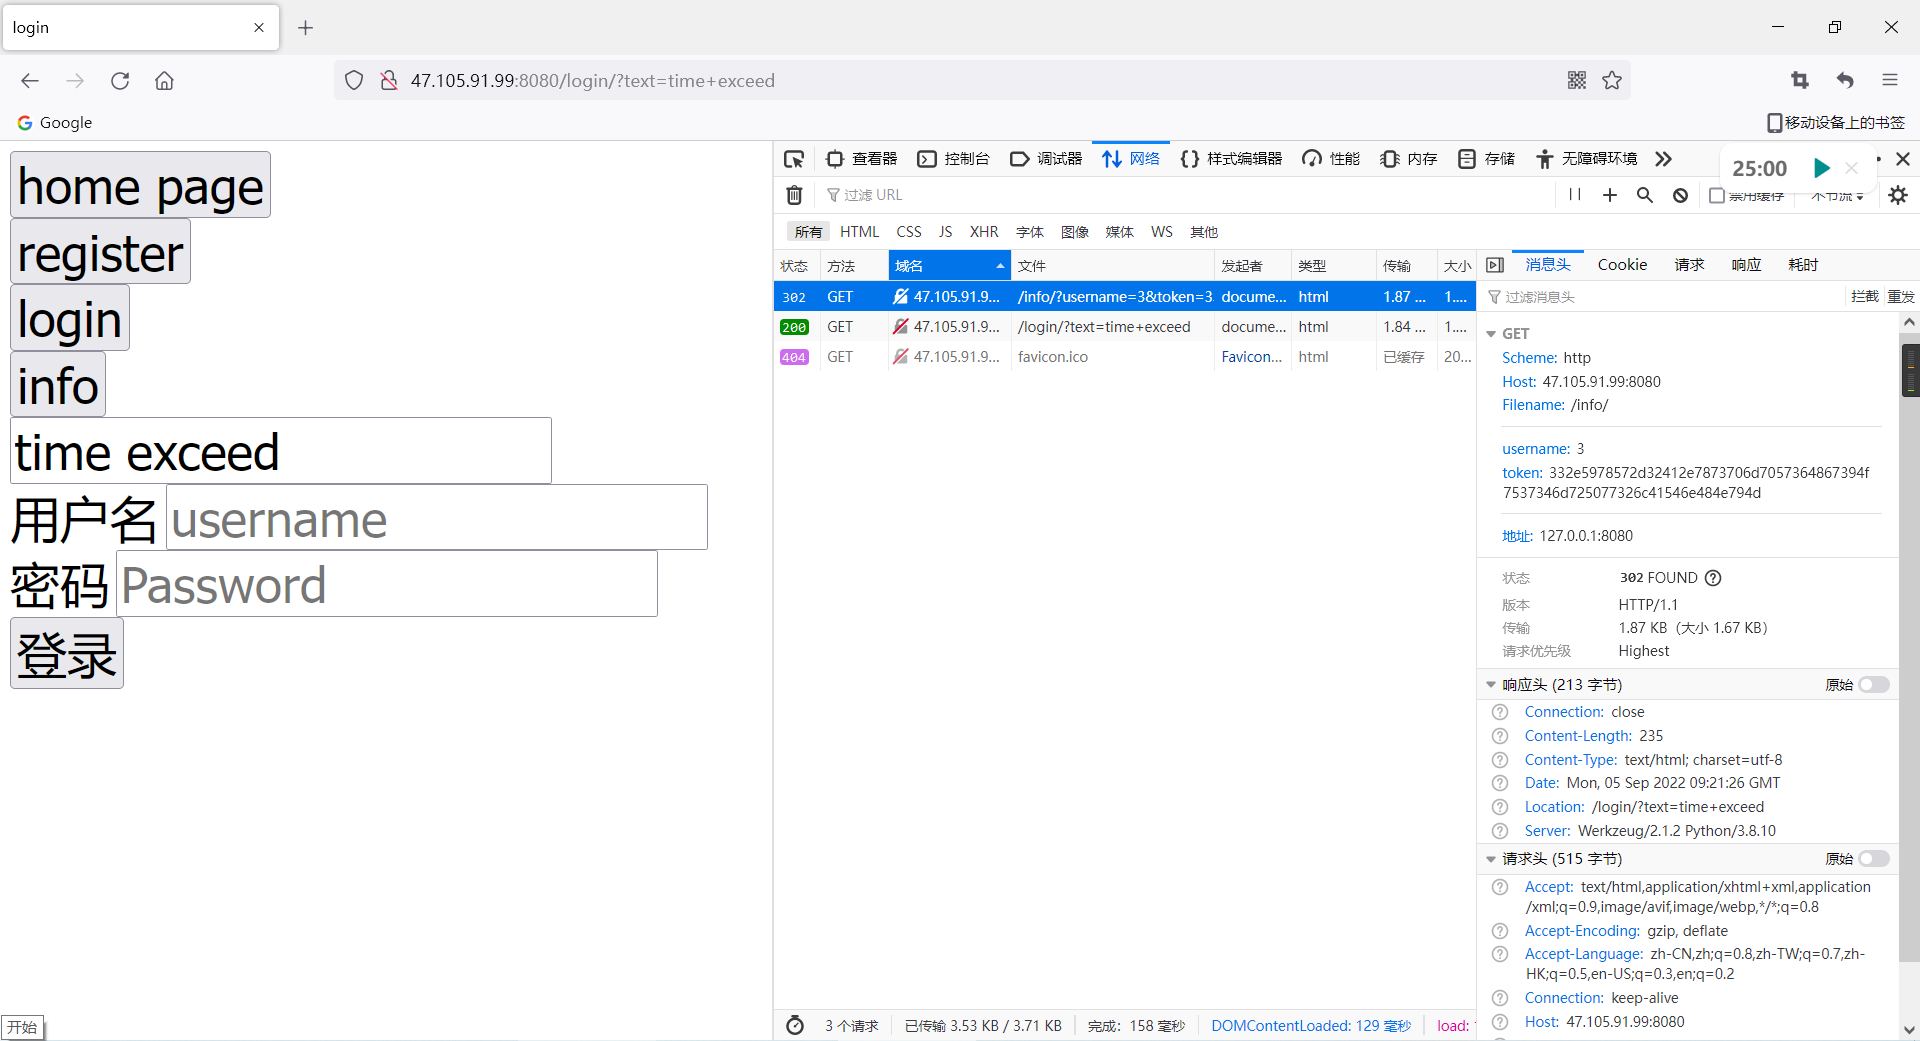 login
47.105.91.99:8080/login/?text=time+exceed
Google
移动设备上的书签
home page
register
login
info
time exceed
用户名 username
密码 Password
登录
开始
查看器 控制台 调试器 网络 样式编辑器 性能 内存 存储 无障碍环境
25:00
过滤 URL
禁用缓存 不节流
所有 HTML CSS JS XHR 字体 图像 媒体 WS 其他
状态 方法 域名 文件 发起者 类型 传输 大小
302 GET 47.105.91.9... /info/?username=3&token=3. docume... html 1.87 ... 1....
200 GET 47.105.91.9... /login/?text=time+exceed docume... html 1.84 ... 1....
404 GET 47.105.91.9... favicon.ico Favicon... html 已缓存 20...
3 个请求 已传输 3.53 KB / 3.71 KB 完成：158 毫秒 DOMContentLoaded: 129 毫秒 load:
消息头 Cookie 请求 响应 耗时
过滤消息头 拦截 重发
GET
Scheme: http
Host: 47.105.91.99:8080
Filename: /info/
username: 3
token: 332e5978572d32412e7873706d7057364867394f
7537346d725077326c41546e484e794d
地址: 127.0.0.1:8080
状态 302 FOUND
版本 HTTP/1.1
传输 1.87 KB（大小 1.67 KB）
请求优先级 Highest
响应头 (213 字节) 原始
Connection: close
Content-Length: 235
Content-Type: text/html; charset=utf-8
Date: Mon, 05 Sep 2022 09:21:26 GMT
Location: /login/?text=time+exceed
Server: Werkzeug/2.1.2 Python/3.8.10
请求头 (515 字节) 原始
Accept: text/html,application/xhtml+xml,application
/xml;q=0.9,image/avif,image/webp,*/*;q=0.8
Accept-Encoding: gzip, deflate
Accept-Language: zh-CN,zh;q=0.8,zh-TW;q=0.7,zh-
HK;q=0.5,en-US;q=0.3,en;q=0.2
Connection: keep-alive
Host: 47.105.91.99:8080